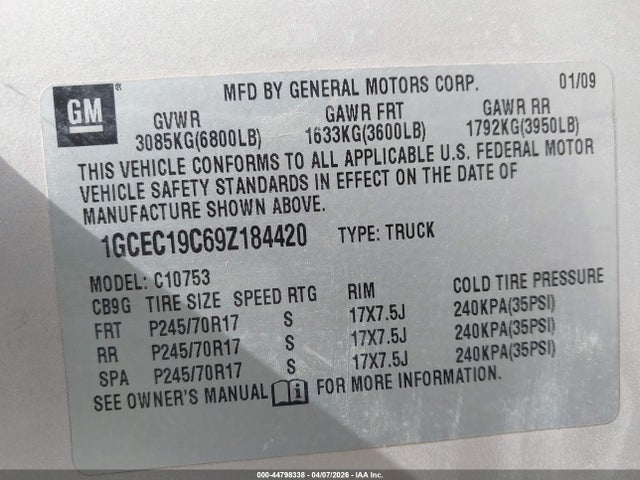 GM
MFD BY GENERAL MOTORS CORP. 01/09
GVWR GAWR FRT GAWR RR
3085KG(6800LB) 1633KG(3600LB) 1792KG(3950LB)
THIS VEHICLE CONFORMS TO ALL APPLICABLE U.S. FEDERAL MOTOR
VEHICLE SAFETY STANDARDS IN EFFECT ON THE DATE OF
MANUFACTURE SHOWN ABOVE.
1GCEC19C69Z184420 TYPE: TRUCK
MODEL: C10753
CB9G TIRE SIZE SPEED RTG RIM COLD TIRE PRESSURE
FRT P245/70R17 S 17X7.5J 240KPA(35PSI)
RR P245/70R17 S 17X7.5J 240KPA(35PSI)
SPA P245/70R17 S 17X7.5J 240KPA(35PSI)
SEE OWNER'S MANUAL FOR MORE INFORMATION.
000-44798338 - 04/07/2026 - IAA Inc.